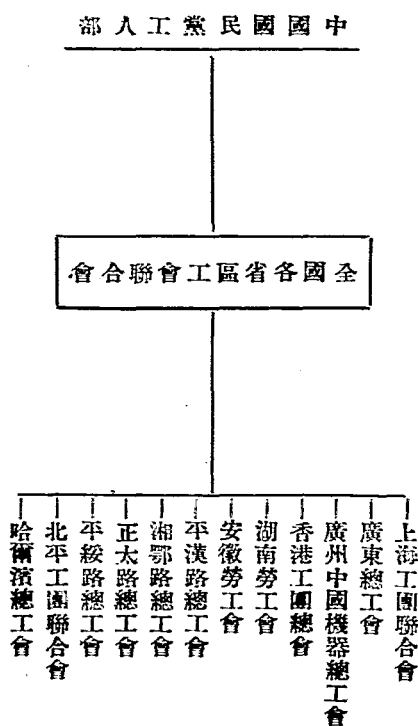 中國國民黨工人部
全國各省區工會聯合會
上海工團聯合會
廣東總工會
廣州中國機器總工會
香港工團總會
湖南勞工會
安徽勞工會
平漢路總工會
湘鄂路總工會
正太路總工會
平綏路總工會
北平工團聯合會
哈爾濱總工會